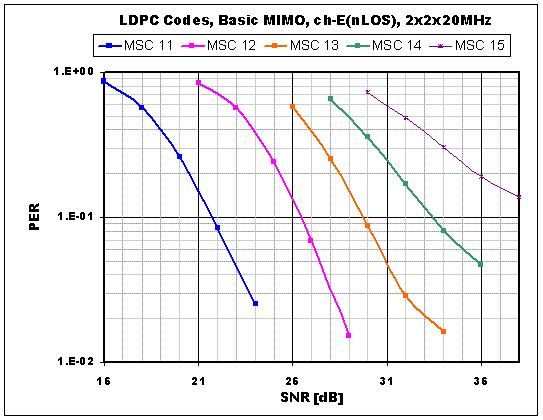 LDPC Codes, Basic MIMO, ch-E(nLOS), 2x2x20MHz
MSC 11 MSC 12 MSC 13 MSC 14 MSC 15
1.E+00
1.E-01
1.E-02
PER
16 21 26 31 36
SNR [dB]